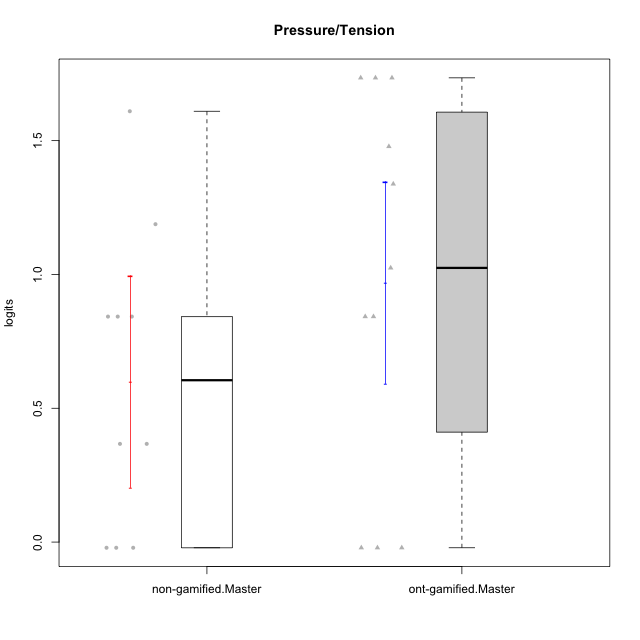 Pressure/Tension
1.5
1.0
0.5
0.0
logits
non-gamified.Master
ont-gamified.Master